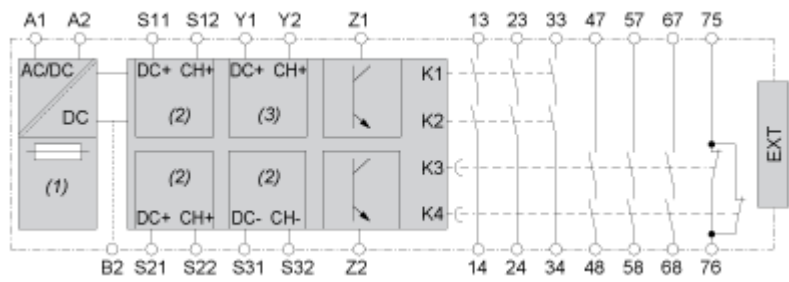 A1 A2 S11 S12 Y1 Y2 Z1 13 23 33 47 57 67 75
AC/DC DC+ CH+ DC+ CH+ K1
DC (2) (3) K2
EXT
(1) (2) (2) K3
DC+ CH+ DC- CH- K4
B2 S21 S22 S31 S32 Z2 14 24 34 48 58 68 76